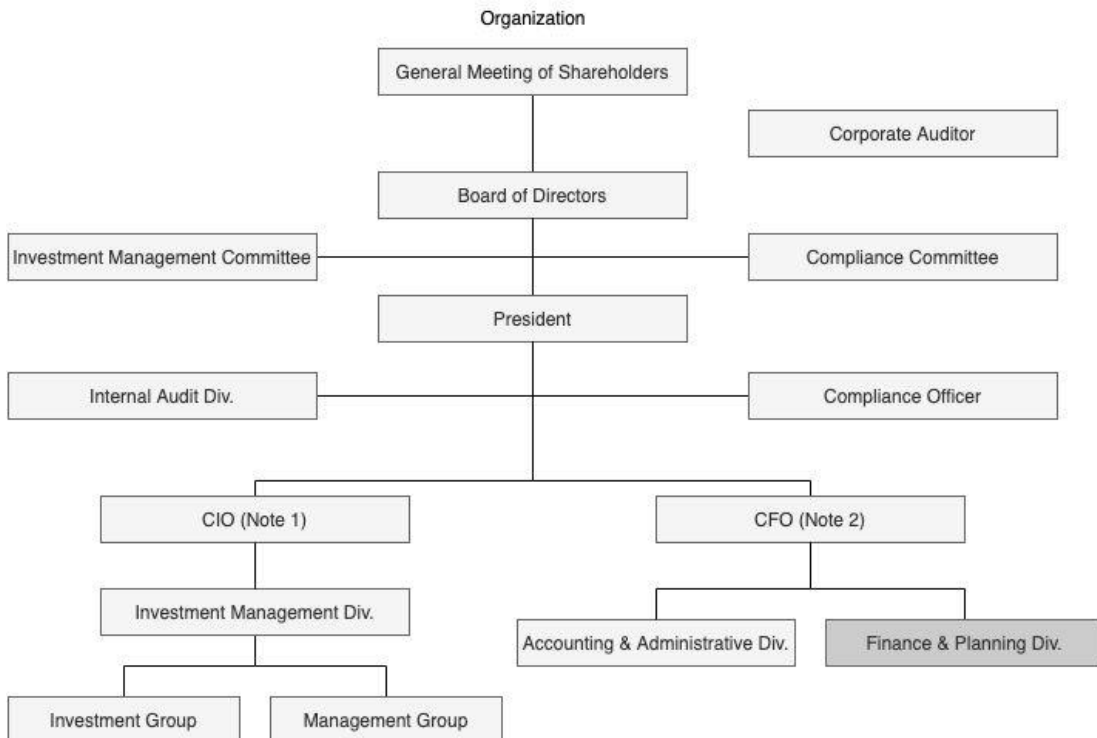 Organization
General Meeting of Shareholders
Corporate Auditor
Board of Directors
Investment Management Committee
Compliance Committee
President
Internal Audit Div.
Compliance Officer
CIO (Note 1)
CFO (Note 2)
Investment Management Div.
Accounting & Administrative Div.
Finance & Planning Div.
Investment Group
Management Group